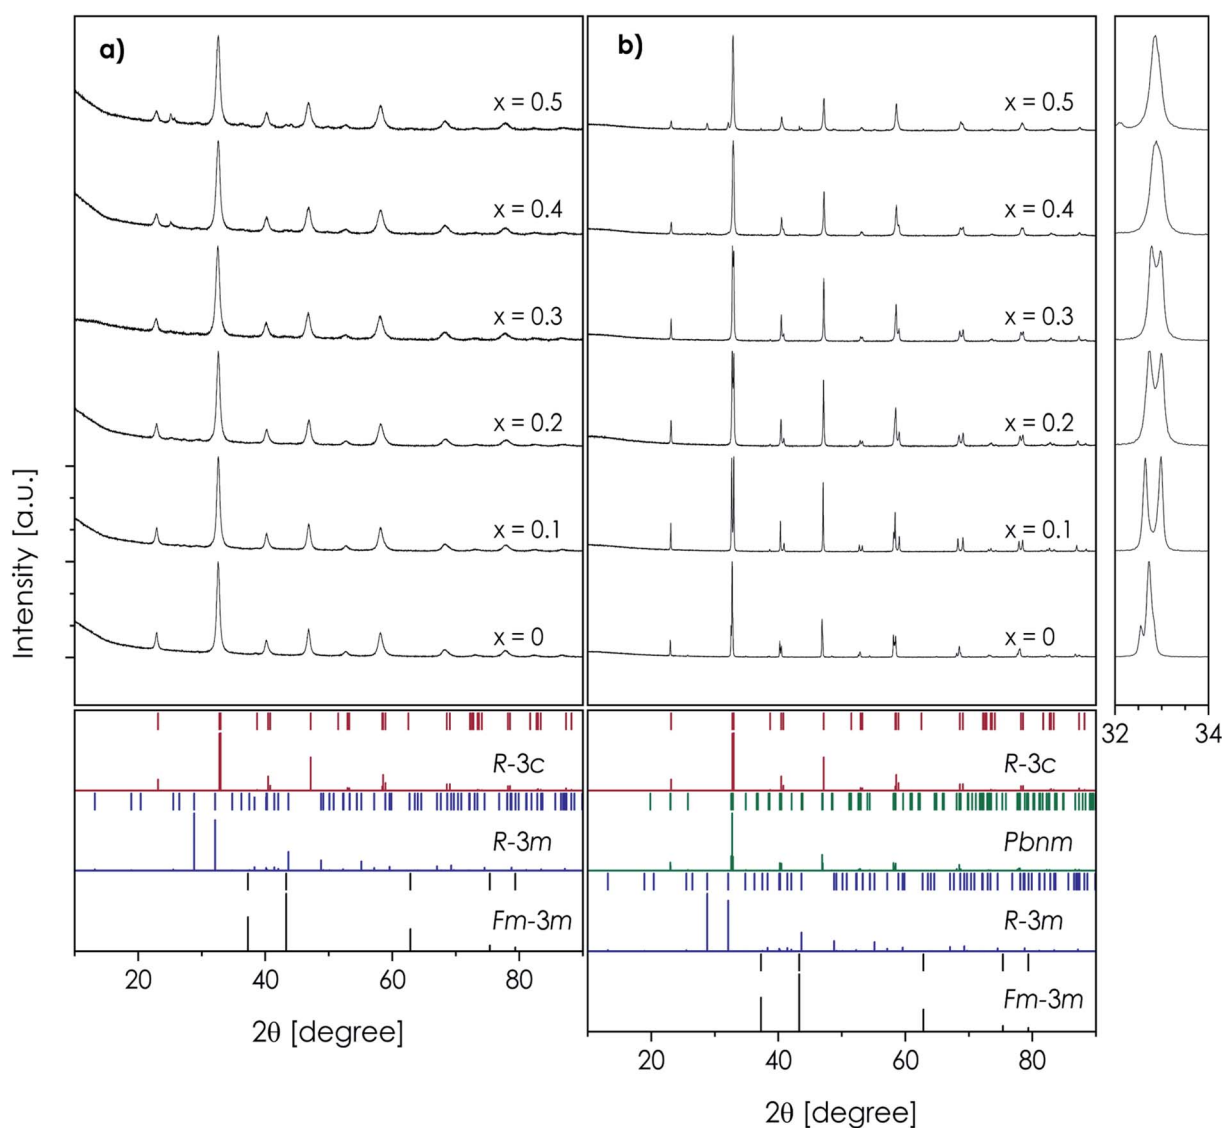 a)
x = 0.5
x = 0.4
x = 0.3
x = 0.2
x = 0.1
x = 0
Intensity [a.u.]
R-3c
R-3m
Fm-3m
20 40 60 80
2θ [degree]
b)
x = 0.5
x = 0.4
x = 0.3
x = 0.2
x = 0.1
x = 0
R-3c
Pbnm
R-3m
Fm-3m
20 40 60 80
2θ [degree]
32 34